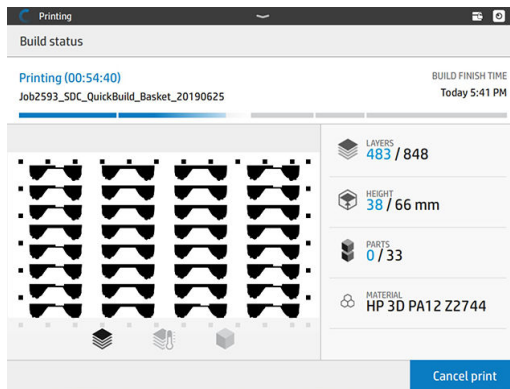 Printing
Build status
Printing (00:54:40)
Job2593_SDC_QuickBuild_Basket_20190625
BUILD FINISH TIME
Today 5:41 PM
LAYERS
483 / 848
HEIGHT
38 / 66 mm
PARTS
0 / 33
MATERIAL
HP 3D PA12 Z2744
Cancel print